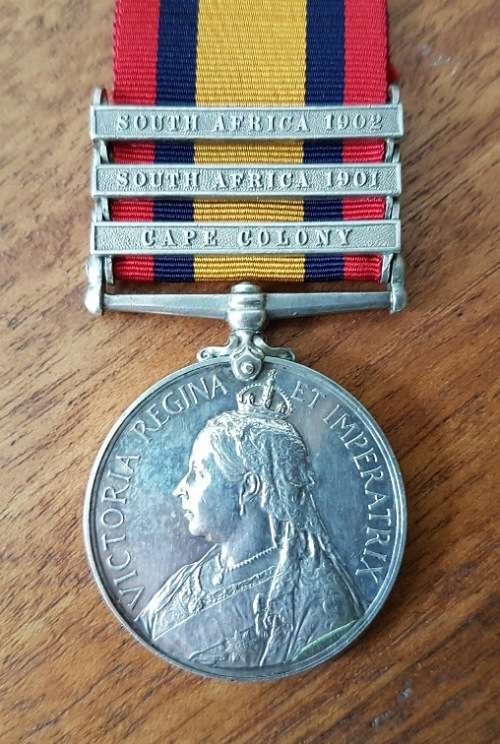 SOUTH AFRICA 1902
SOUTH AFRICA 1901
CAPE COLONY
VICTORIA REGINA ET IMPERATRIX